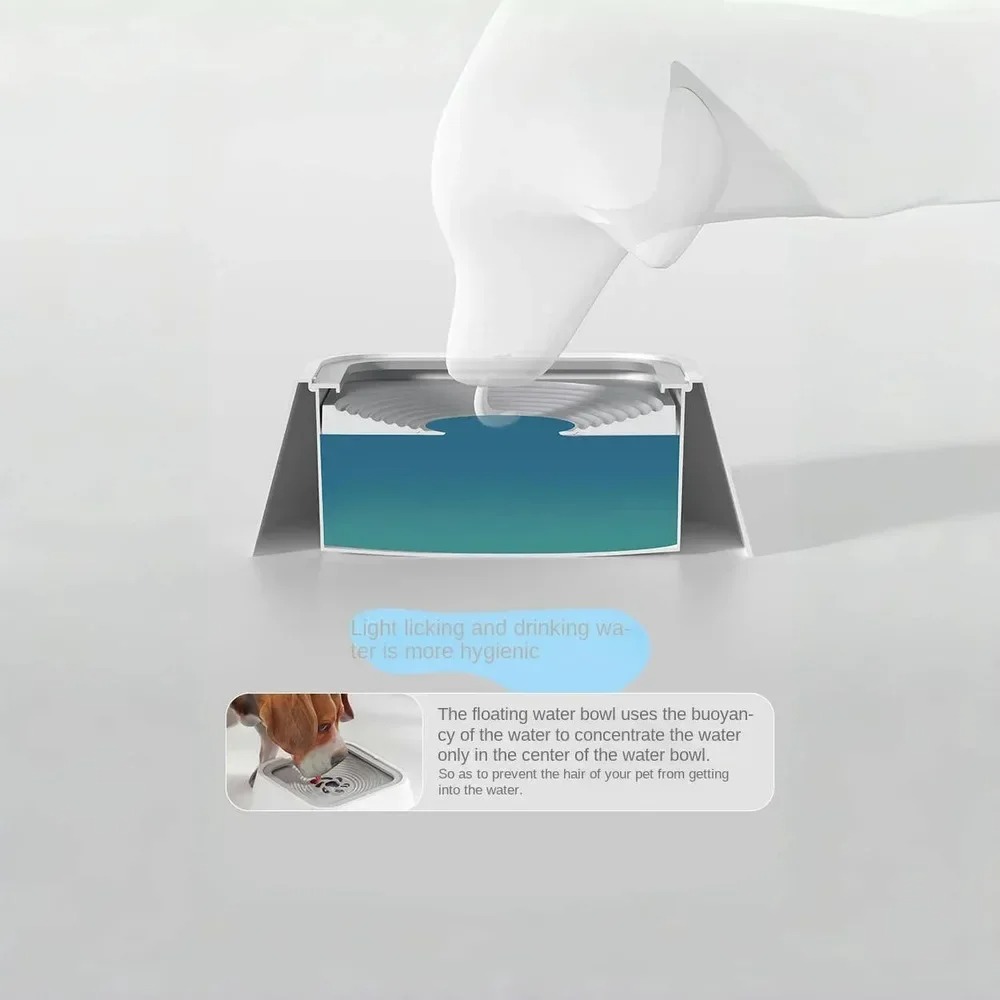 Light licking and drinking wa-
ter is more hygienic
The floating water bowl uses the buoyan-
cy of the water to concentrate the water
only in the center of the water bowl.
So as to prevent the hair of your pet from getting
into the water.